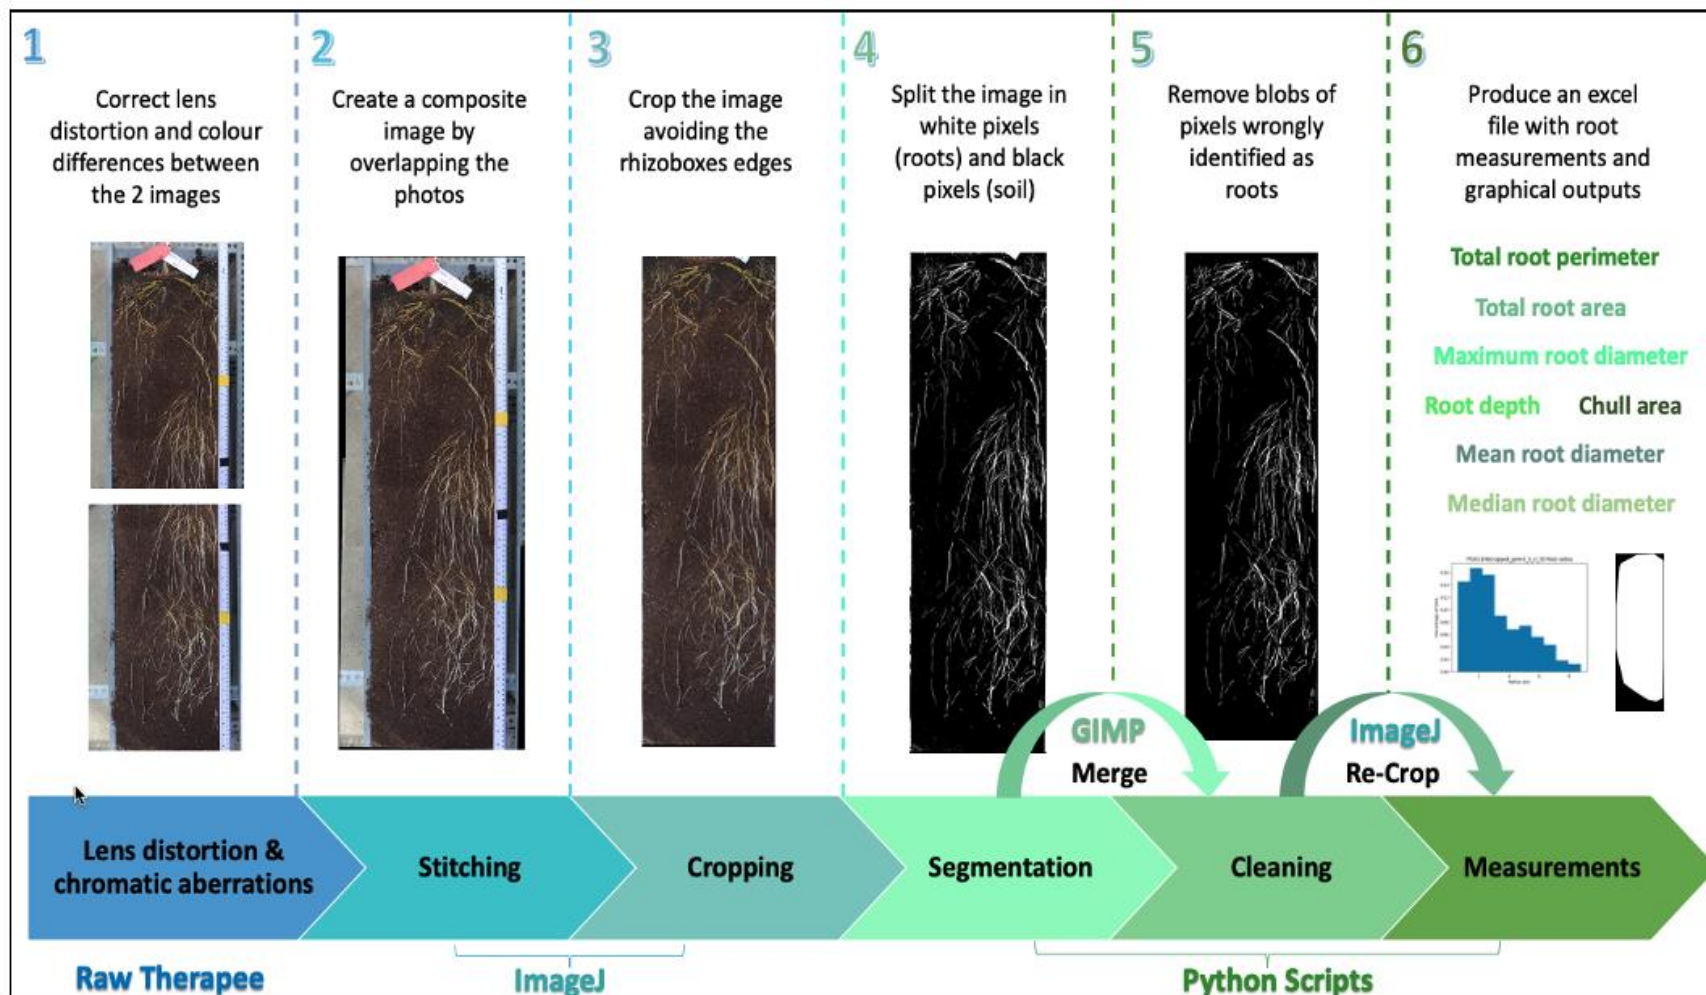 1
Correct lens
distortion and colour
differences between
the 2 images
2
Create a composite
image by
overlapping the
photos
3
Crop the image
avoiding the
rhizoboxes edges
4
Split the image in
white pixels
(roots) and black
pixels (soil)
5
Remove blobs of
pixels wrongly
identified as
roots
6
Produce an excel
file with root
measurements and
graphical outputs
Total root perimeter
Total root area
Maximum root diameter
Root depth Chull area
Mean root diameter
Median root diameter
GIMP
Merge
ImageJ
Re-Crop
Lens distortion &
chromatic aberrations
Stitching
Cropping
Segmentation
Cleaning
Measurements
Raw Therapee
ImageJ
Python Scripts